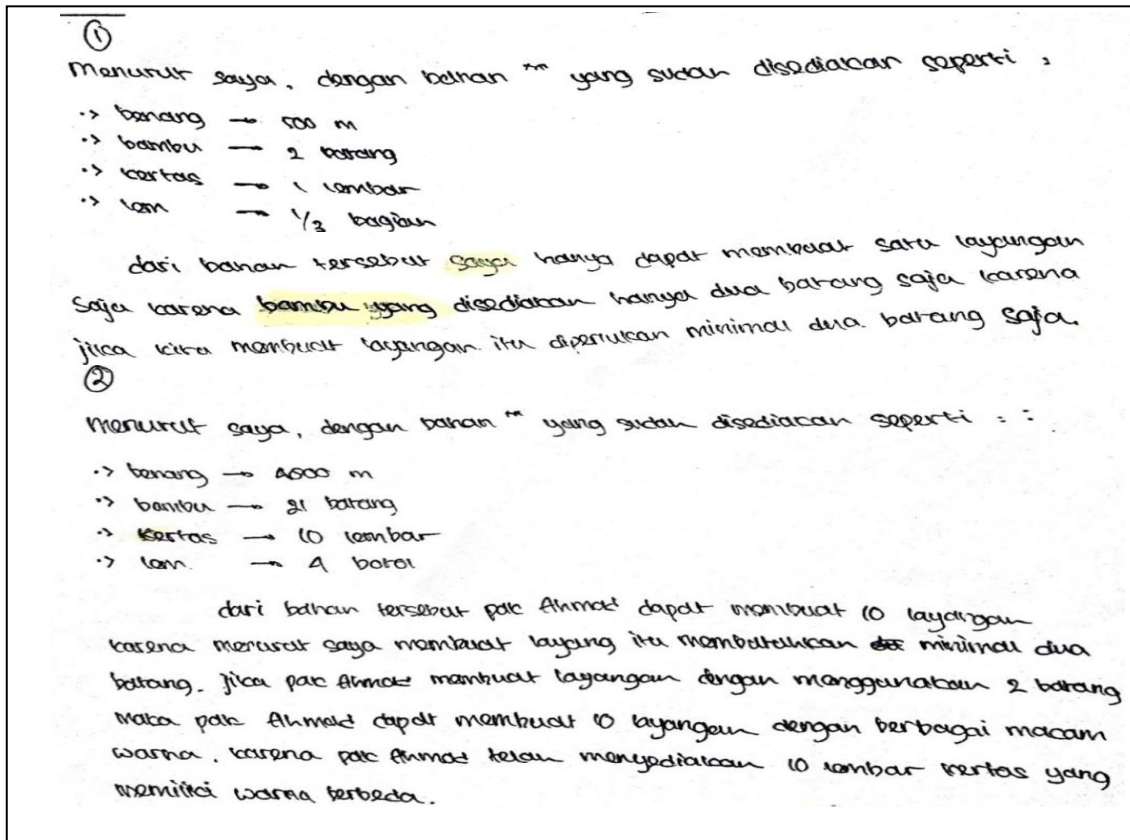 ①
Menurut saya, dengan bahan "" yang sudah disediakan seperti :
·> benang → 500 m
·> bambu → 2 batang
·> kertas → 1 lembar
·> lem → 1/3 bagian
dari bahan tersebut saya hanya dapat membuat satu layangan
saja karena bambu yang disediakan hanya dua batang saja karena
jika kita membuat layangan itu diperlukan minimal dua batang saja.
②
Menurut saya, dengan bahan "" yang sudah disediakan seperti : :
·> benang → 4500 m
·> bambu → 21 batang
·> kertas → 10 lembar
·> lem. → 4 botol
dari bahan tersebut pak Ahmad dapat membuat 10 layangan
karena menurut saya membuat layang itu membutuhkan minimal dua
batang. jika pak Ahmad membuat layangan dengan menggunakan 2 batang
maka pak Ahmad dapat membuat 10 layangan dengan berbagai macam
warna. karena pak Ahmad telah menyediakan 10 lembar kertas yang
memiliki warna berbeda.